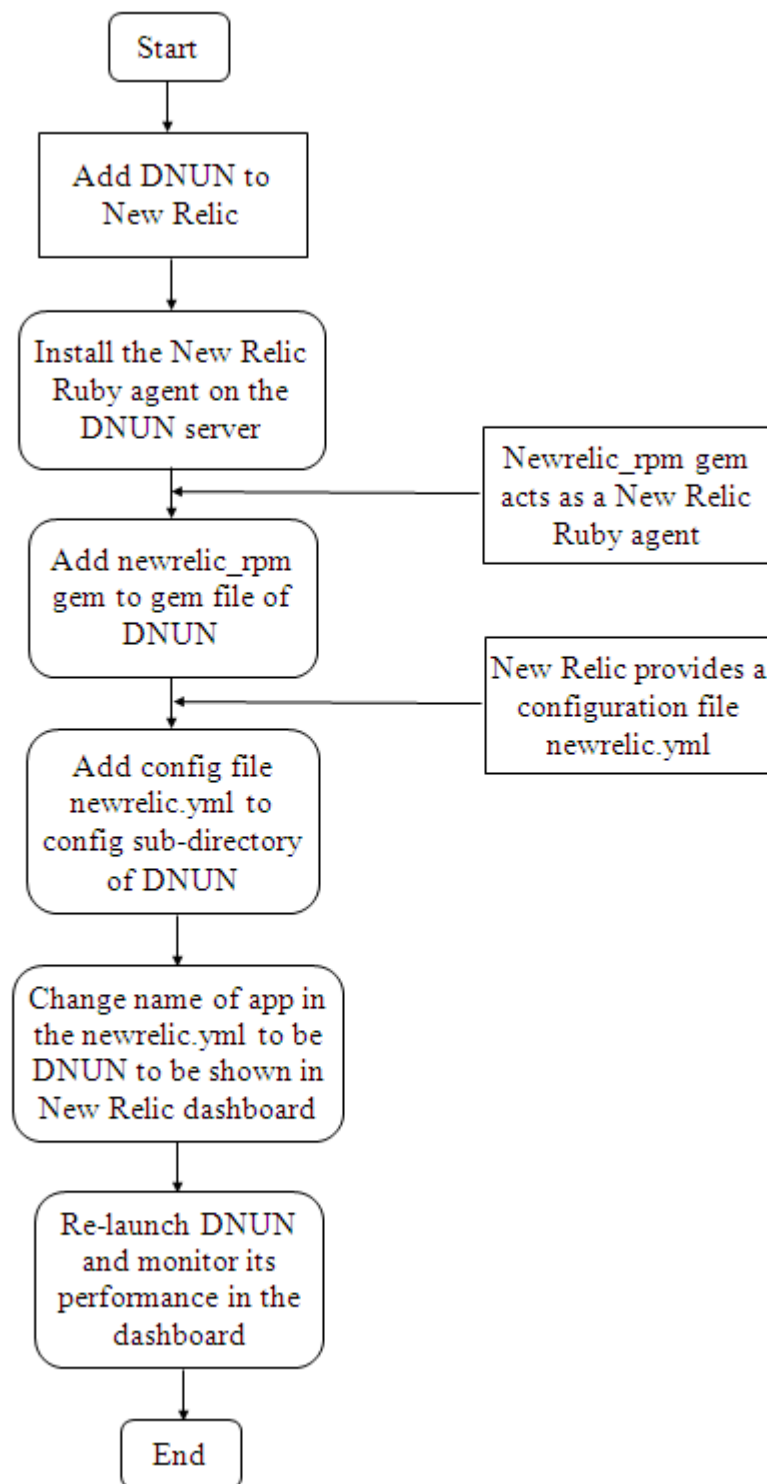 Start
Add DNUN to
New Relic
Install the New Relic
Ruby agent on the
DNUN server
Newrelic_rpm gem
acts as a New Relic
Ruby agent
Add newrelic_rpm
gem to gem file of
DNUN
New Relic provides a
configuration file
newrelic.yml
Add config file
newrelic.yml to
config sub-directory
of DNUN
Change name of app in
the newrelic.yml to be
DNUN to be shown in
New Relic dashboard
Re-launch DNUN
and monitor its
performance in the
dashboard
End